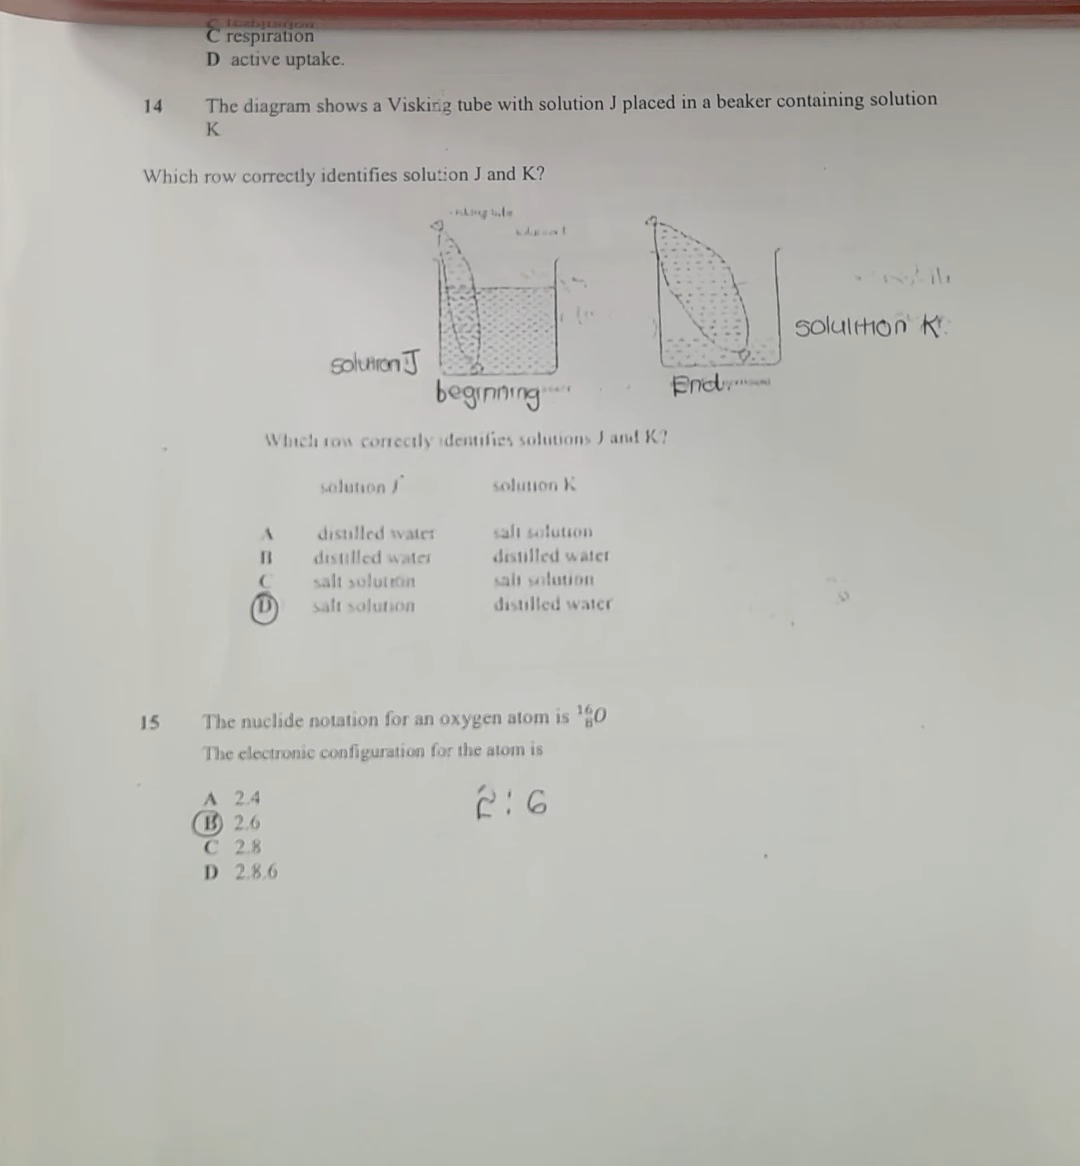 C respiration
D active uptake.
14 The diagram shows a Visking tube with solution J placed in a beaker containing solution
K
Which row correctly identifies solution J and K?
solulition K
solution J
beginning
End
Which row correctly identifies solutions J and K?
solution J solution K
A distilled water salt solution
B distilled water distilled water
C salt solution salt solution
D salt solution distilled water
15 The nuclide notation for an oxygen atom is ¹⁶₈O
The electronic configuration for the atom is
A 2.4
2:6
B 2.6
C 2.8
D 2.8.6